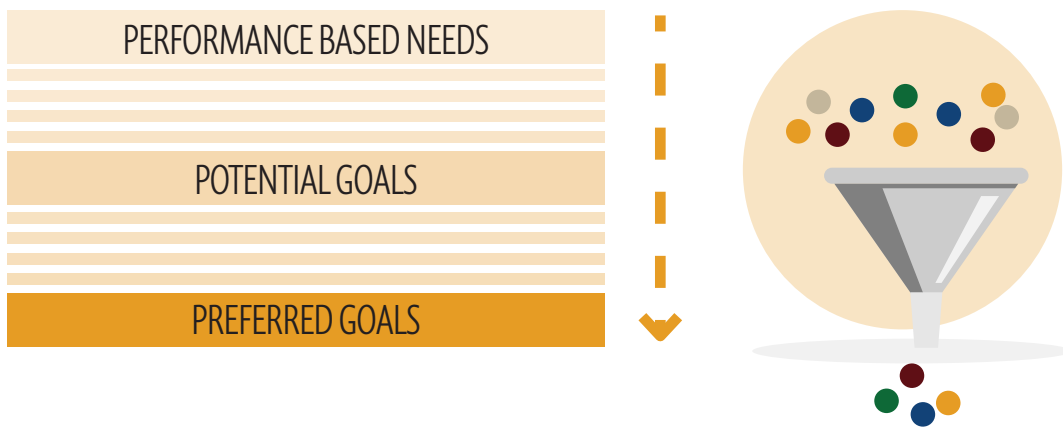 PERFORMANCE BASED NEEDS
POTENTIAL GOALS
PREFERRED GOALS